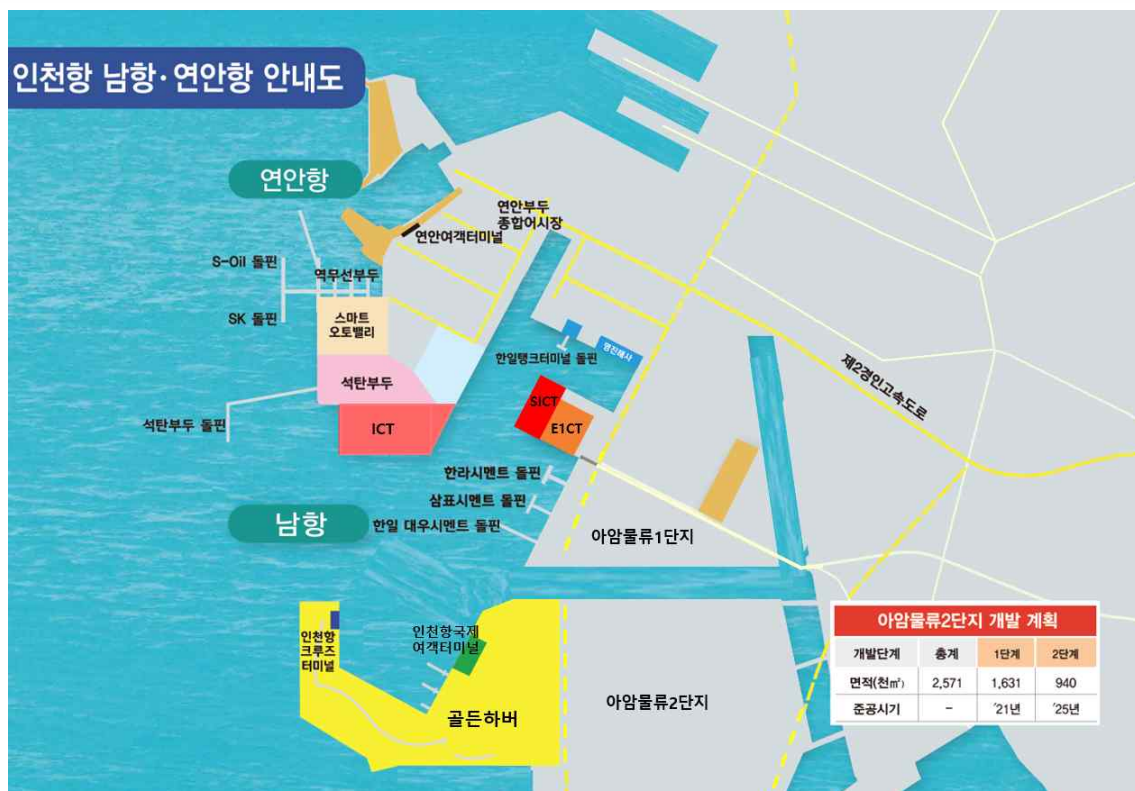 인천항 남항·연안항 안내도
연안항
연안부두
종합어시장
연안여객터미널
S-Oil 돌핀
역무선부두
SK 돌핀
스마트
오토밸리
한일탱크터미널 돌핀
영진해사
제2경인고속도로
석탄부두
석탄부두 돌핀
ICT
SICT
E1CT
한라시멘트 돌핀
삼표시멘트 돌핀
남항
한일 대우시멘트 돌핀
아암물류1단지
인천항
크루즈
터미널
인천항국제
여객터미널
골든하버
아암물류2단지
아암물류2단지 개발 계획
개발단계 총계 1단계 2단계
면적(천㎡) 2,571 1,631 940
준공시기 - '21년 '25년